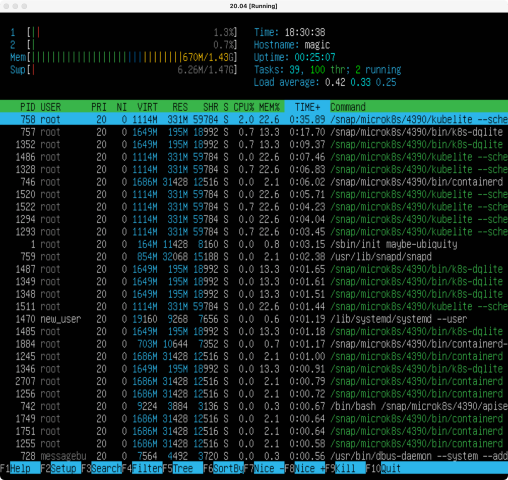 20.04 [Running]
1 [|| 1.3%] Time: 18:30:38
2 [| 0.7%] Hostname: magic
Mem[||||||||||||||||||||||||||||||670M/1.43G] Uptime: 00:25:07
Swp[| 6.26M/1.47G] Tasks: 39, 100 thr; 2 running
Load average: 0.42 0.33 0.25
PID USER PRI NI VIRT RES SHR S CPU% MEM% TIME+ Command
758 root 20 0 1114M 331M 59784 S 2.0 22.6 0:35.89 /snap/microk8s/4390/kubelite --sche
757 root 20 0 1649M 195M 18992 S 0.7 13.3 0:17.70 /snap/microk8s/4390/bin/k8s-dqlite
1352 root 20 0 1649M 195M 18992 S 0.7 13.3 0:09.37 /snap/microk8s/4390/bin/k8s-dqlite
1486 root 20 0 1114M 331M 59784 S 0.0 22.6 0:07.46 /snap/microk8s/4390/kubelite --sche
1328 root 20 0 1114M 331M 59784 S 0.7 22.6 0:06.83 /snap/microk8s/4390/kubelite --sche
746 root 20 0 1686M 31428 12516 S 0.0 2.1 0:06.02 /snap/microk8s/4390/bin/containerd
1520 root 20 0 1114M 331M 59784 S 0.0 22.6 0:05.71 /snap/microk8s/4390/kubelite --sche
1522 root 20 0 1114M 331M 59784 S 0.7 22.6 0:04.23 /snap/microk8s/4390/kubelite --sche
1294 root 20 0 1114M 331M 59784 S 0.0 22.6 0:04.04 /snap/microk8s/4390/kubelite --sche
1293 root 20 0 1114M 331M 59784 S 0.7 22.6 0:03.45 /snap/microk8s/4390/kubelite --sche
1 root 20 0 164M 11428 8160 S 0.0 0.8 0:03.15 /sbin/init maybe-ubiquity
759 root 20 0 854M 32068 15188 S 0.0 2.1 0:02.38 /usr/lib/snapd/snapd
1487 root 20 0 1649M 195M 18992 S 0.0 13.3 0:01.65 /snap/microk8s/4390/bin/k8s-dqlite
1349 root 20 0 1649M 195M 18992 S 0.0 13.3 0:01.61 /snap/microk8s/4390/bin/k8s-dqlite
1348 root 20 0 1649M 195M 18992 S 0.0 13.3 0:01.51 /snap/microk8s/4390/bin/k8s-dqlite
1511 root 20 0 1114M 331M 59784 S 0.0 22.6 0:01.44 /snap/microk8s/4390/kubelite --sche
1470 new_user 20 0 19160 9268 7656 S 0.0 0.6 0:01.19 /lib/systemd/systemd --user
1485 root 20 0 1649M 195M 18992 S 0.0 13.3 0:01.18 /snap/microk8s/4390/bin/k8s-dqlite
1884 root 20 0 703M 10644 7352 S 0.0 0.7 0:01.17 /snap/microk8s/4390/bin/containerd-
1245 root 20 0 1686M 31428 12516 S 0.0 2.1 0:01.00 /snap/microk8s/4390/bin/containerd
1346 root 20 0 1649M 195M 18992 S 0.0 13.3 0:00.91 /snap/microk8s/4390/bin/k8s-dqlite
2707 root 20 0 1686M 31428 12516 S 0.0 2.1 0:00.79 /snap/microk8s/4390/bin/containerd
1256 root 20 0 1686M 31428 12516 S 0.0 2.1 0:00.72 /snap/microk8s/4390/bin/containerd
742 root 20 0 9224 3884 3136 S 0.0 0.3 0:00.67 /bin/bash /snap/microk8s/4390/apise
1749 root 20 0 1686M 31428 12516 S 0.0 2.1 0:00.64 /snap/microk8s/4390/bin/containerd
1751 root 20 0 1686M 31428 12516 S 0.0 2.1 0:00.64 /snap/microk8s/4390/bin/containerd
1255 root 20 0 1686M 31428 12516 S 0.0 2.1 0:00.58 /snap/microk8s/4390/bin/containerd
728 messagebu 20 0 7564 4492 3720 S 0.0 0.3 0:00.56 /usr/bin/dbus-daemon --system --add
F1Help F2Setup F3SearchF4FilterF5Tree F6SortByF7Nice -F8Nice +F9Kill F10Quit